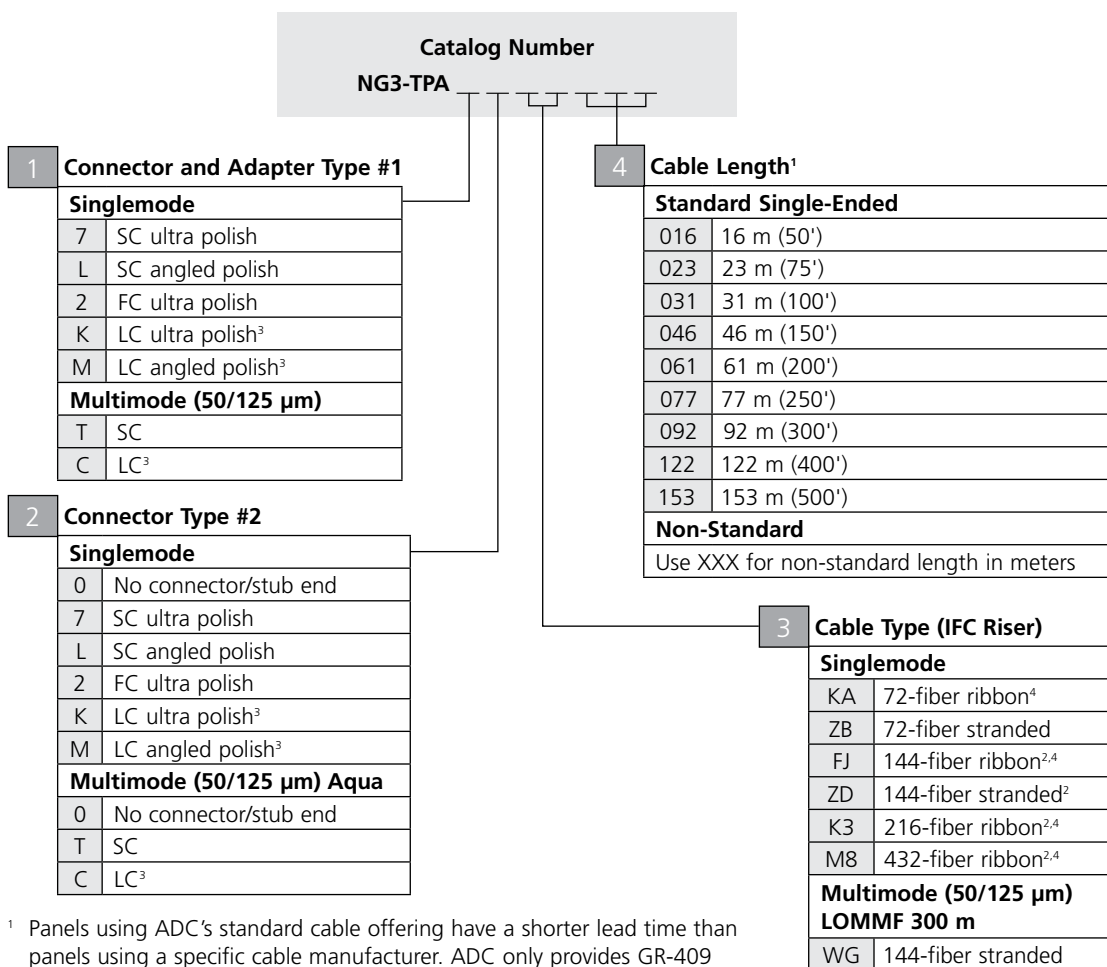 Catalog Number
NG3-TPA __ __ __ __ __ __ __
1 Connector and Adapter Type #1
Singlemode
7 SC ultra polish
L SC angled polish
2 FC ultra polish
K LC ultra polish³
M LC angled polish³
Multimode (50/125 µm)
T SC
C LC³
2 Connector Type #2
Singlemode
0 No connector/stub end
7 SC ultra polish
L SC angled polish
2 FC ultra polish
K LC ultra polish³
M LC angled polish³
Multimode (50/125 µm) Aqua
0 No connector/stub end
T SC
C LC³
4 Cable Length¹
Standard Single-Ended
016 16 m (50')
023 23 m (75')
031 31 m (100')
046 46 m (150')
061 61 m (200')
077 77 m (250')
092 92 m (300')
122 122 m (400')
153 153 m (500')
Non-Standard
Use XXX for non-standard length in meters
3 Cable Type (IFC Riser)
Singlemode
KA 72-fiber ribbon⁴
ZB 72-fiber stranded
FJ 144-fiber ribbon²,⁴
ZD 144-fiber stranded²
K3 216-fiber ribbon²,⁴
M8 432-fiber ribbon²,⁴
Multimode (50/125 µm)
LOMMF 300 m
WG 144-fiber stranded
¹ Panels using ADC's standard cable offering have a shorter lead time than
panels using a specific cable manufacturer. ADC only provides GR-409